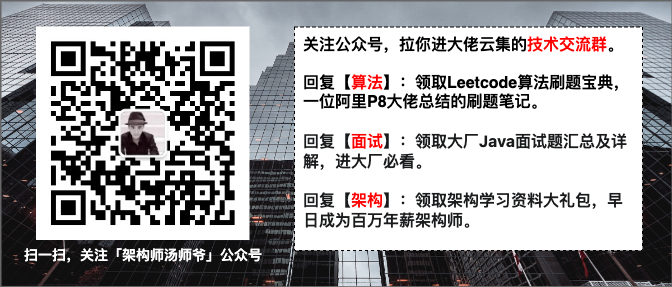 关注公众号，拉你进大佬云集的技术交流群。
回复【算法】：领取Leetcode算法刷题宝典，
一位阿里P8大佬总结的刷题笔记。
回复【面试】：领取大厂Java面试题汇总及详
解，进大厂必看。
回复【架构】：领取架构学习资料大礼包，早
日成为百万年薪架构师。
扫一扫，关注「架构师汤师爷」公众号